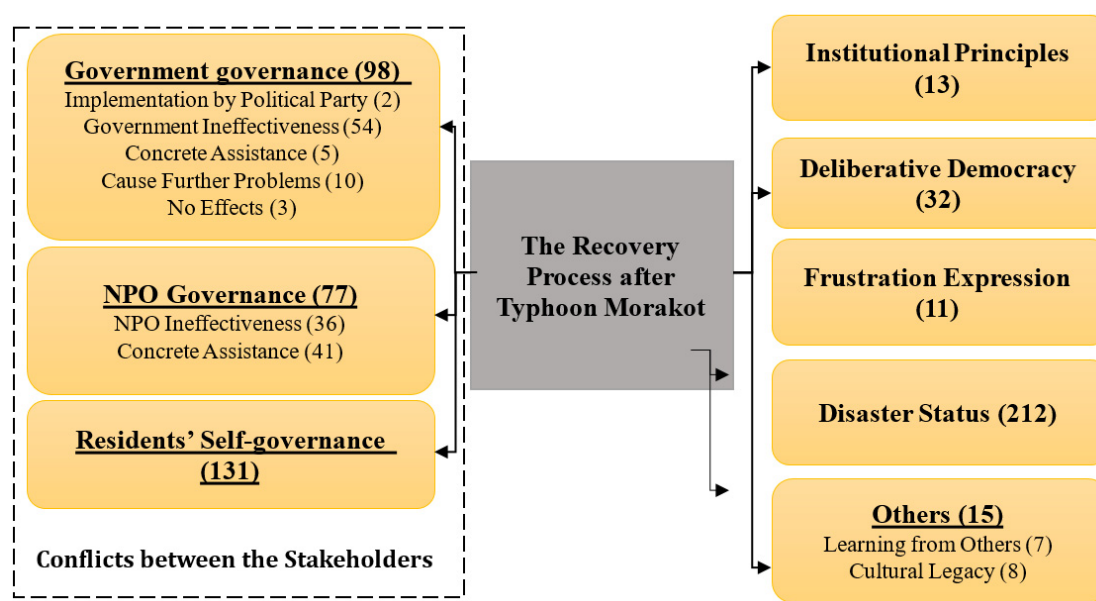 Government governance (98)
Implementation by Political Party (2)
Government Ineffectiveness (54)
Concrete Assistance (5)
Cause Further Problems (10)
No Effects (3)
NPO Governance (77)
NPO Ineffectiveness (36)
Concrete Assistance (41)
Residents’ Self-governance
(131)
Conflicts between the Stakeholders
The Recovery
Process after
Typhoon Morakot
Institutional Principles
(13)
Deliberative Democracy
(32)
Frustration Expression
(11)
Disaster Status (212)
Others (15)
Learning from Others (7)
Cultural Legacy (8)